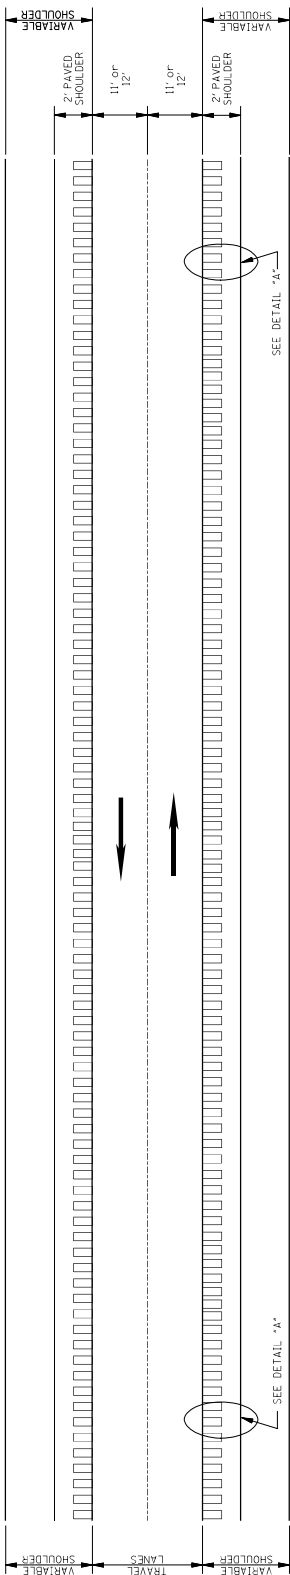 VARIABLE
SHOULDER
2' PAVED
SHOULDER
11' or
12'
11' or
12'
2' PAVED
SHOULDER
VARIABLE
SHOULDER
SEE DETAIL "A"
SEE DETAIL "A"
VARIABLE
SHOULDER
TRAVEL
LANES
VARIABLE
SHOULDER